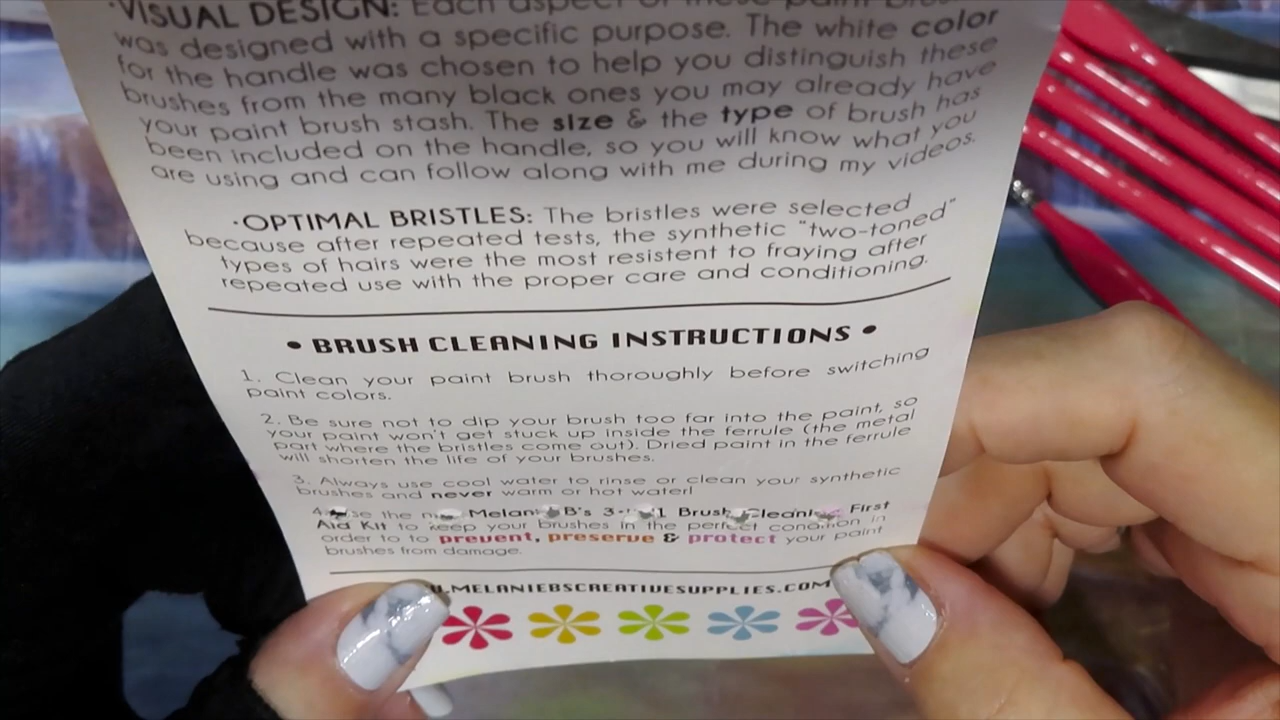 ·VISUAL DESIGN: Each aspect of these paint
was designed with a specific purpose. The white color
for the handle was chosen to help you distinguish these
brushes from the many black ones you may already have
your paint brush stash. The size & the type of brush has
been included on the handle, so you will know what you
are using and can follow along with me during my videos.
·OPTIMAL BRISTLES: The bristles were selected
because after repeated tests, the synthetic "two-toned"
types of hairs were the most resistent to fraying after
repeated use with the proper care and conditioning.
• BRUSH CLEANING INSTRUCTIONS •
1. Clean your paint brush thoroughly before switching
paint colors.
2. Be sure not to dip your brush too far into the paint, so
your paint won't get stuck up inside the ferrule (the metal
part where the bristles come out). Dried paint in the ferrule
will shorten the life of your brushes.
3. Always use cool water to rinse or clean your synthetic
brushes and never warm or hot water!
4. Use the Melanie B's 3- 1 Brush Cleaning First
Aid Kit to keep your brushes in the perfect condition in
order to to prevent, preserve & protect your paint
brushes from damage.
.MELANIEBSCREATIVESUPPLIES.COM